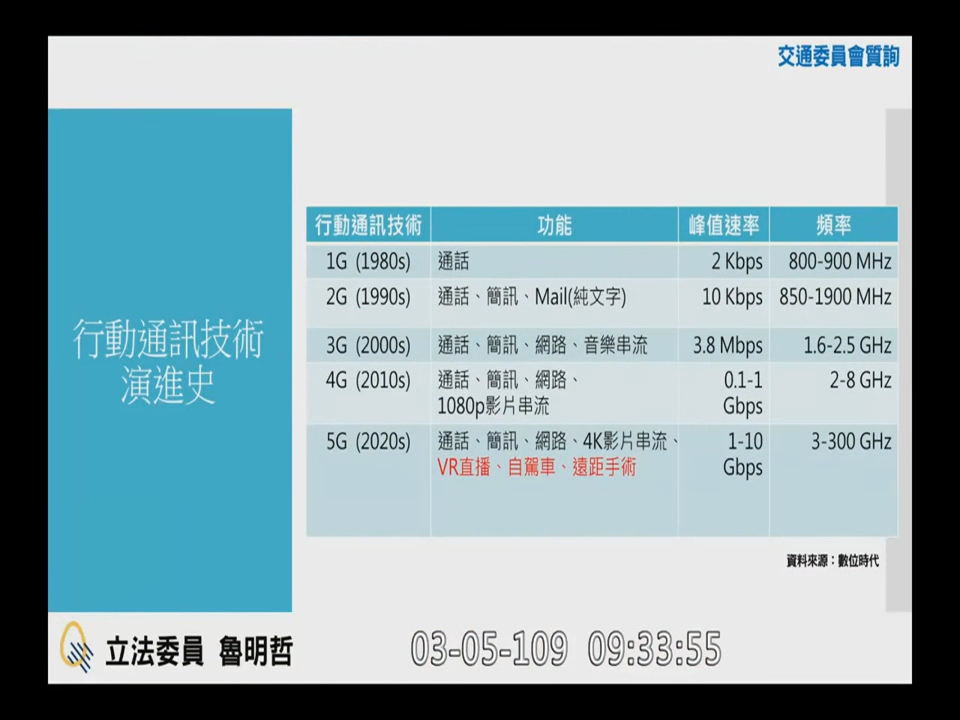 交通委員會質詢
行動通訊技術
演進史
行動通訊技術 功能 峰值速率 頻率
1G (1980s) 通話 2 Kbps 800-900 MHz
2G (1990s) 通話、簡訊、Mail(純文字) 10 Kbps 850-1900 MHz
3G (2000s) 通話、簡訊、網路、音樂串流 3.8 Mbps 1.6-2.5 GHz
4G (2010s) 通話、簡訊、網路、 0.1-1 2-8 GHz
1080p影片串流 Gbps
5G (2020s) 通話、簡訊、網路、4K影片串流、 1-10 3-300 GHz
VR直播、自駕車、遠距手術 Gbps
資料來源：數位時代
立法委員 魯明哲
03-05-109 09:33:55